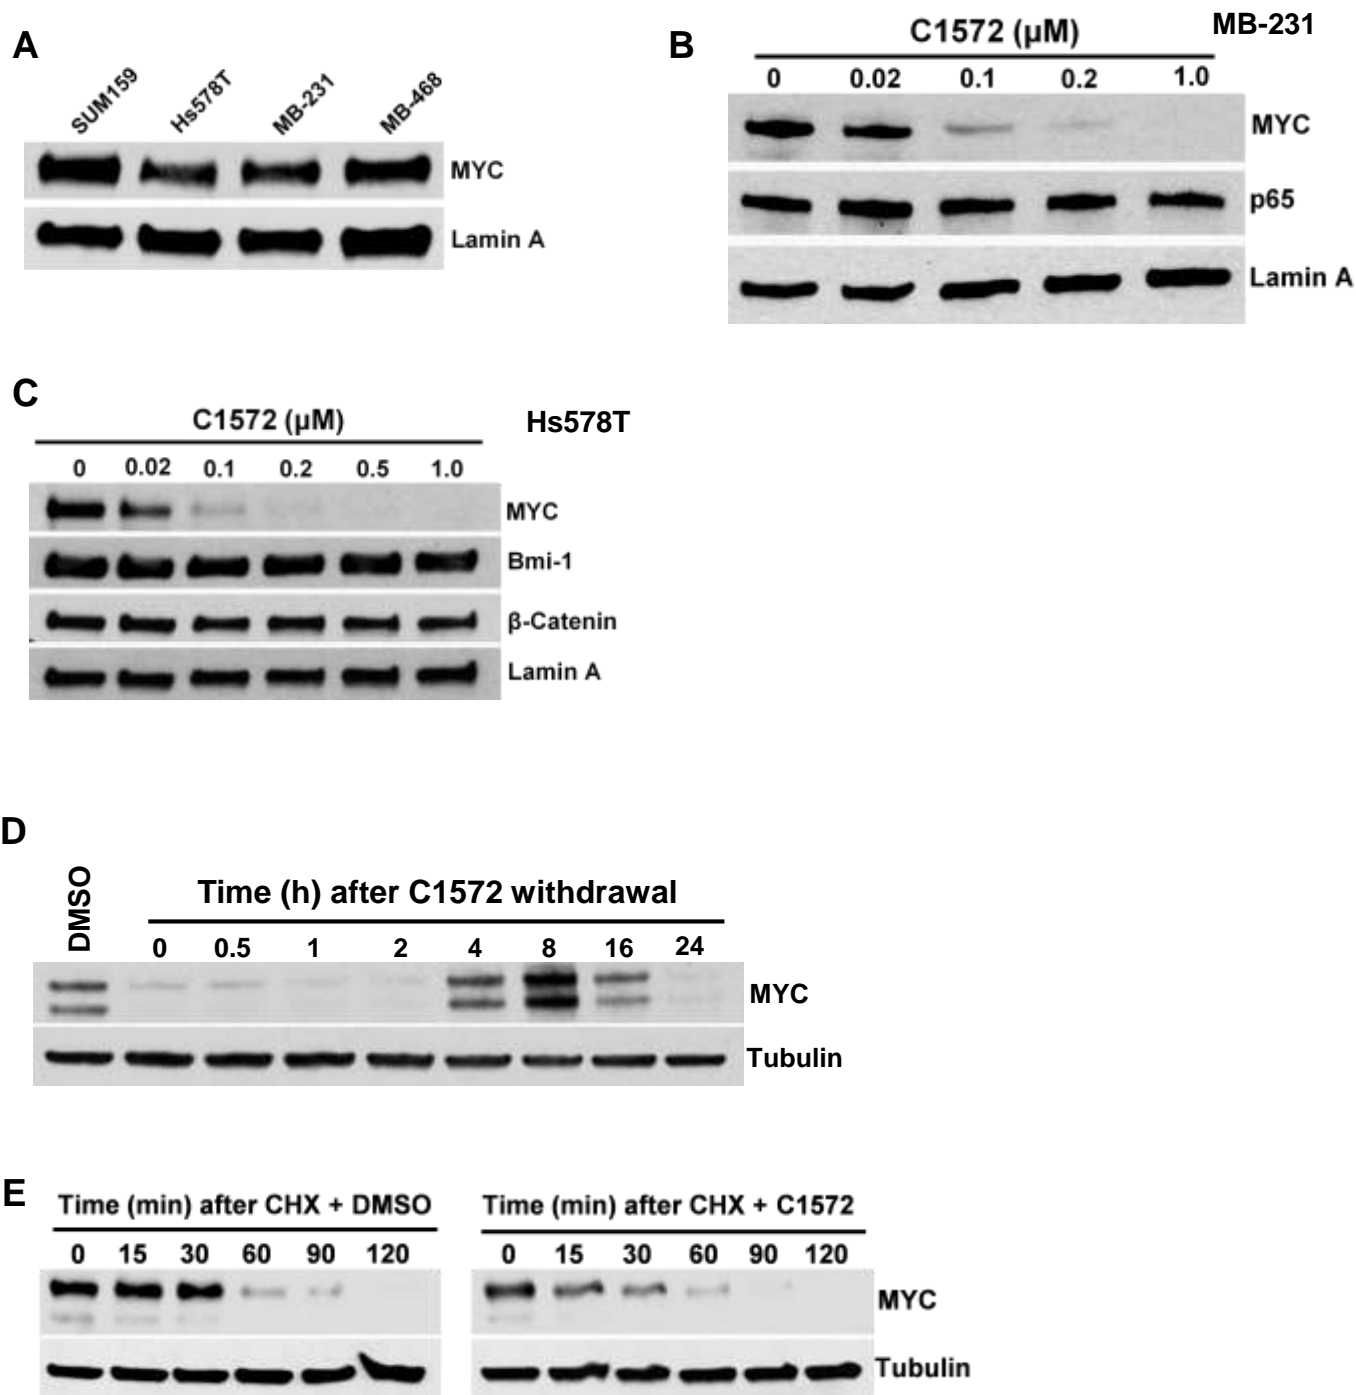 A
SUM159 Hs578T MB-231 MB-468
MYC
Lamin A
B
C1572 (µM)
MB-231
0 0.02 0.1 0.2 1.0
MYC
p65
Lamin A
C
C1572 (µM)
Hs578T
0 0.02 0.1 0.2 0.5 1.0
MYC
Bmi-1
β-Catenin
Lamin A
D
DMSO
Time (h) after C1572 withdrawal
0 0.5 1 2 4 8 16 24
MYC
Tubulin
E
Time (min) after CHX + DMSO
0 15 30 60 90 120
Time (min) after CHX + C1572
0 15 30 60 90 120
MYC
Tubulin